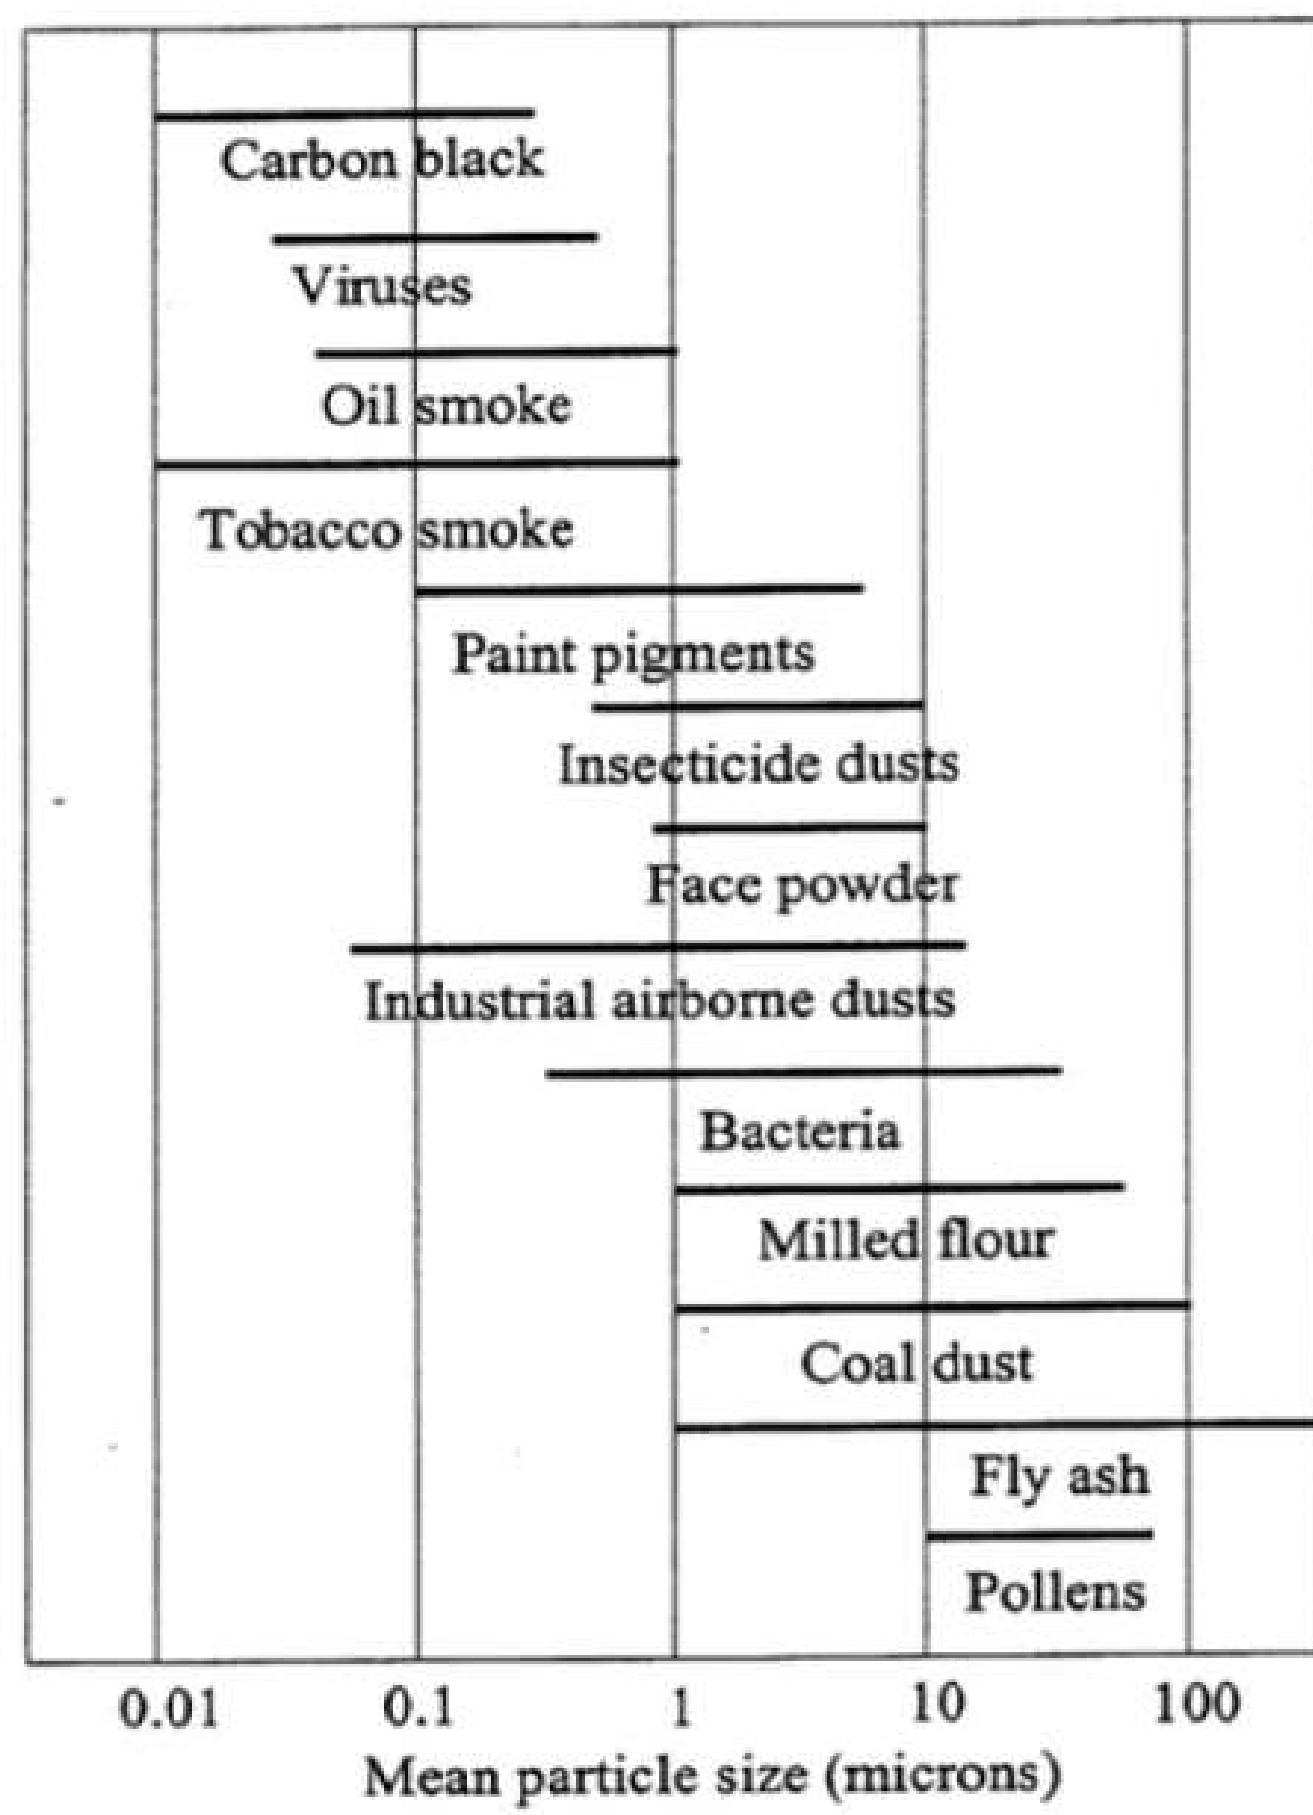 Carbon black
Viruses
Oil smoke
Tobacco smoke
Paint pigments
Insecticide dusts
Face powder
Industrial airborne dusts
Bacteria
Milled flour
Coal dust
Fly ash
Pollens
0.01 0.1 1 10 100
Mean particle size (microns)